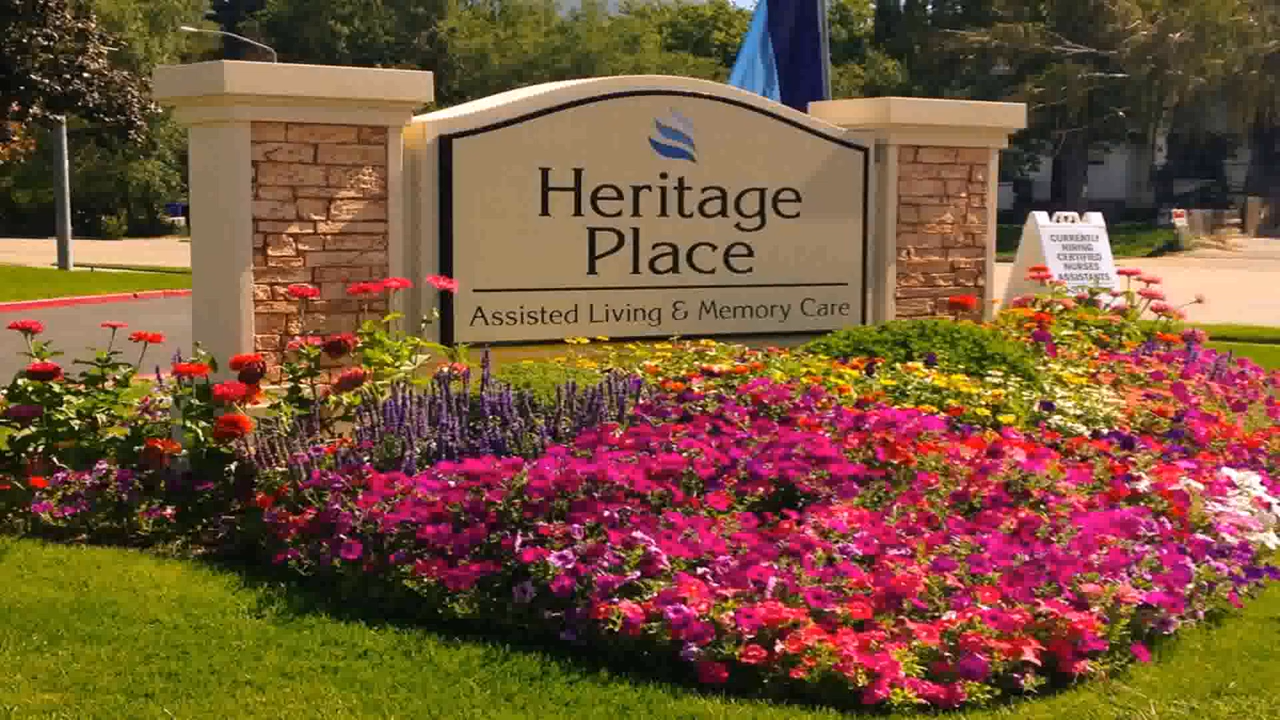 Heritage
Place
Assisted Living & Memory Care
CURRENTLY
HIRING
CERTIFIED
NURSES
ASSISTANTS